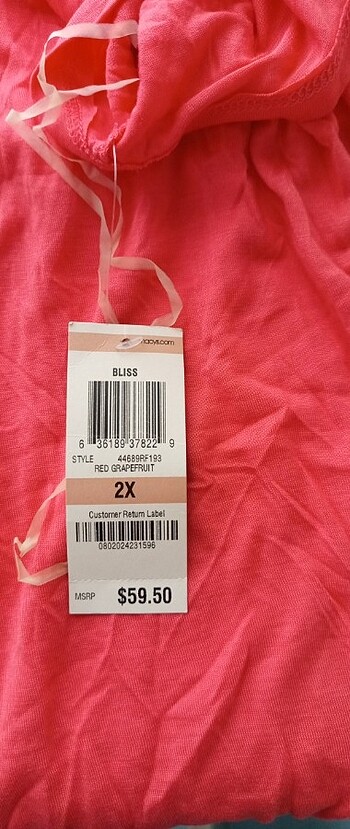 macys.com
BLISS
6 36189 37822 9
STYLE 44689RF193
RED GRAPEFRUIT
2X
Customer Return Label
0802024231596
MSRP $59.50